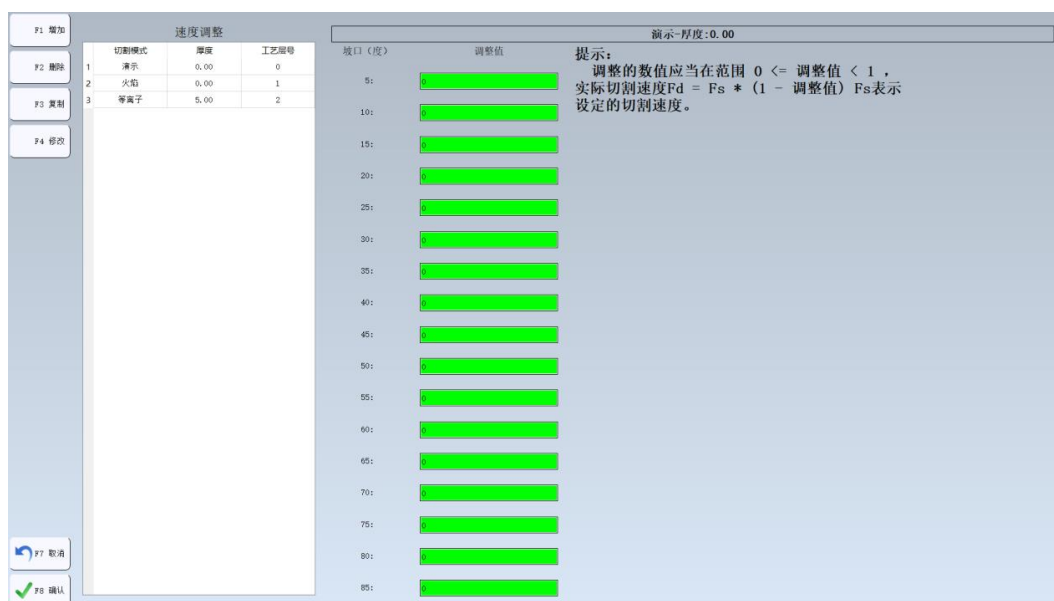 F1 增加
F2 删除
F3 复制
F4 修改
F7 取消
F8 确认
速度调整
切割模式 厚度 工艺层号
1 演示 0.00 0
2 火焰 0.00 1
3 等离子 5.00 2
演示-厚度:0.00
坡口（度） 调整值
5: 0
10: 0
15: 0
20: 0
25: 0
30: 0
35: 0
40: 0
45: 0
50: 0
55: 0
60: 0
65: 0
70: 0
75: 0
80: 0
85: 0
提示：
调整的数值应当在范围 0 <= 调整值 < 1 ，
实际切割速度Fd = Fs * (1 - 调整值) Fs表示
设定的切割速度。